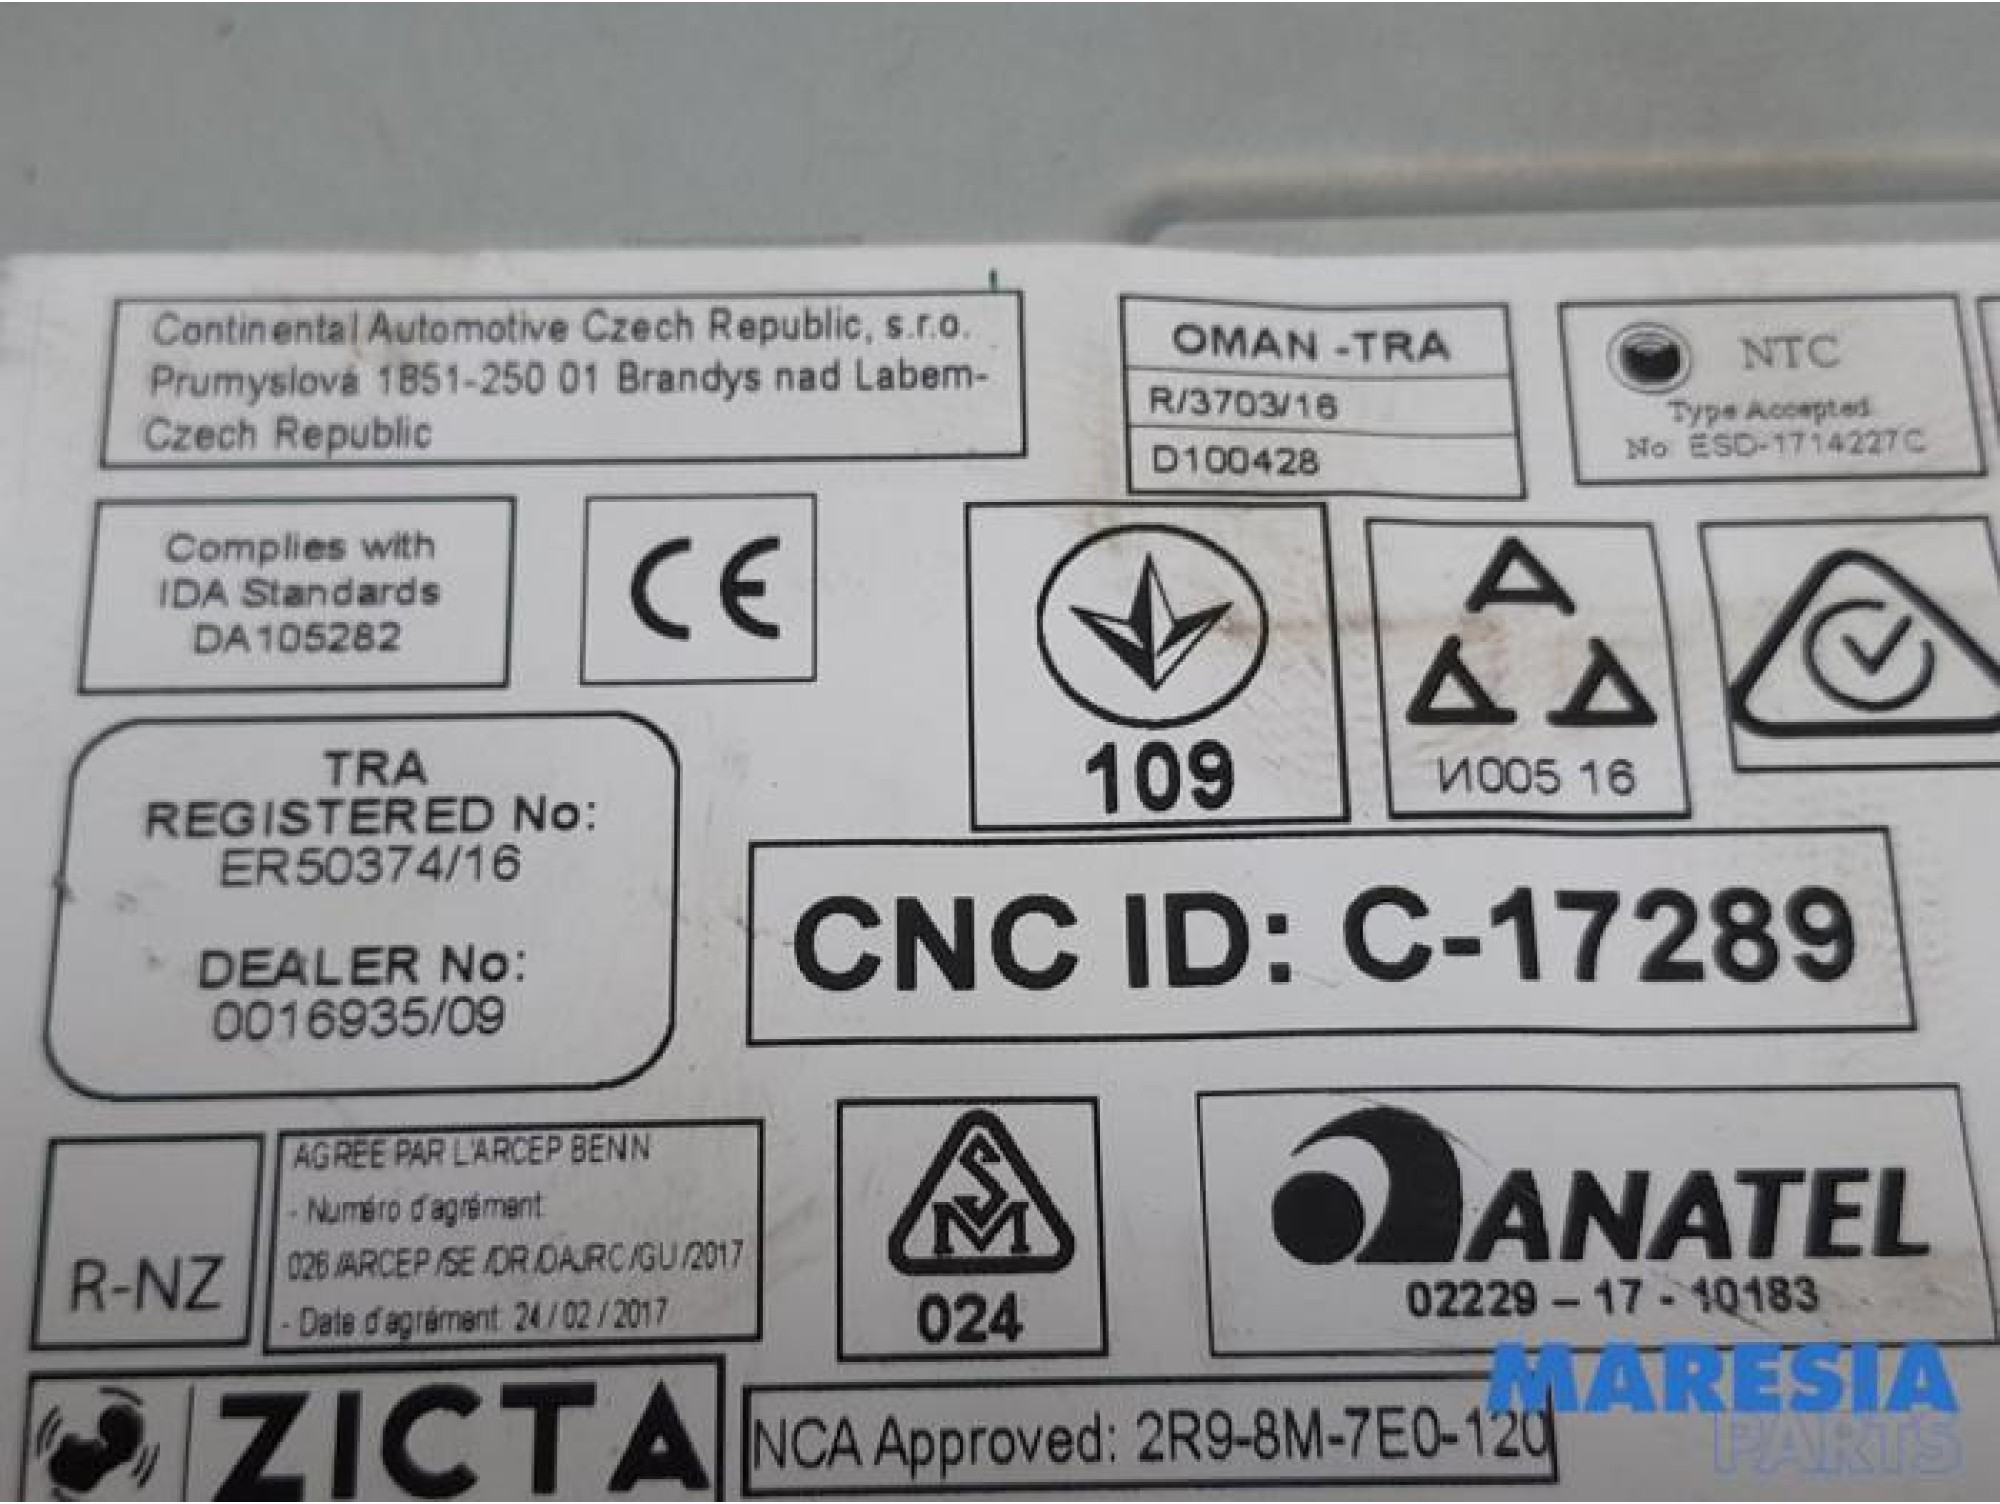 Continental Automotive Czech Republic, s.r.o.
Prumyslová 1851-250 01 Brandys nad Labem-
Czech Republic
OMAN -TRA
R/3703/16
D100428
NTC
Type Accepted
No: ESD-1714227C
Complies with
IDA Standards
DA105282
CE
109
И005 16
TRA
REGISTERED No:
ER50374/16
DEALER No:
0016935/09
CNC ID: C-17289
R-NZ
AGREE PAR L'ARCEP BENN
- Numéro d'agrément
026/ARCEP/SE/DR/DAJRC/GU/2017
- Date d'agrément 24/02/2017
SM
024
ANATEL
02229 – 17 - 10183
ZICTA
NCA Approved: 2R9-8M-7E0-120
MARESIA
PARTS